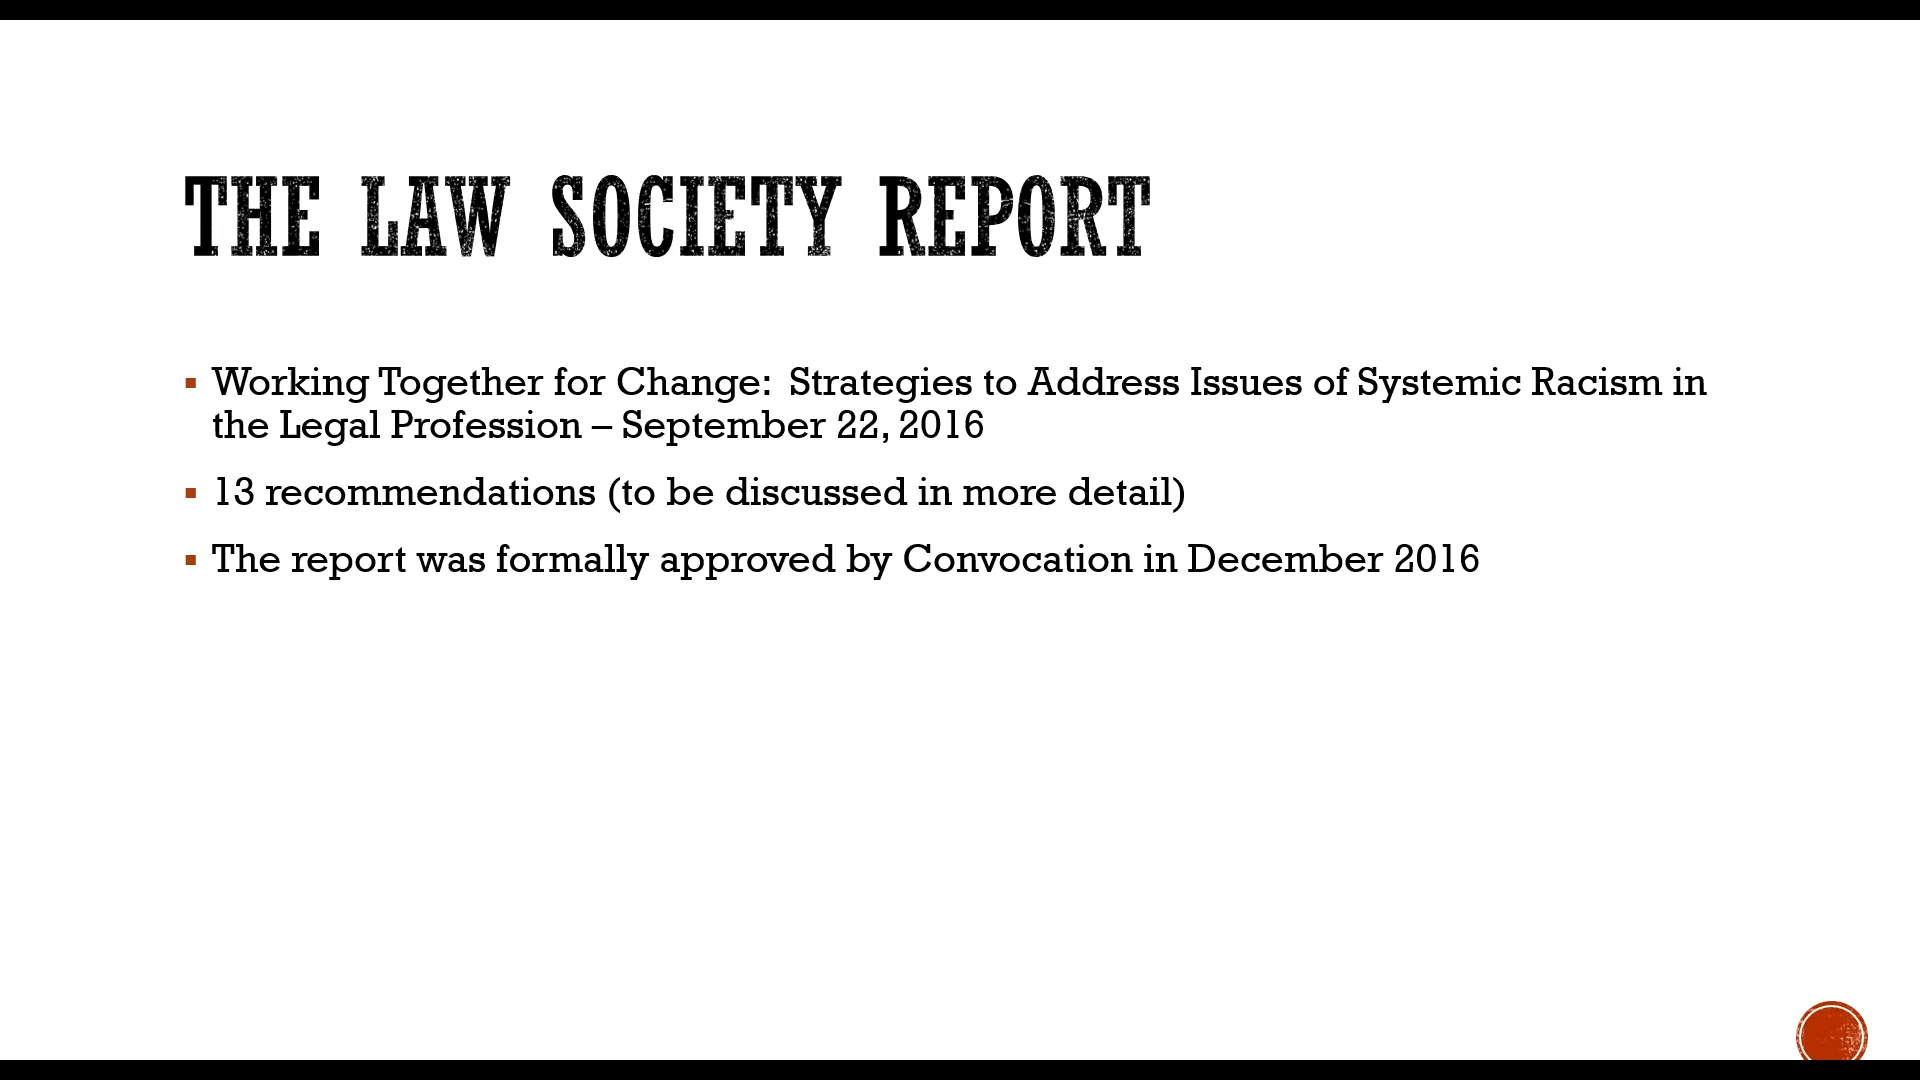 THE LAW SOCIETY REPORT
▪ Working Together for Change:  Strategies to Address Issues of Systemic Racism in
the Legal Profession – September 22, 2016
▪ 13 recommendations (to be discussed in more detail)
▪ The report was formally approved by Convocation in December 2016